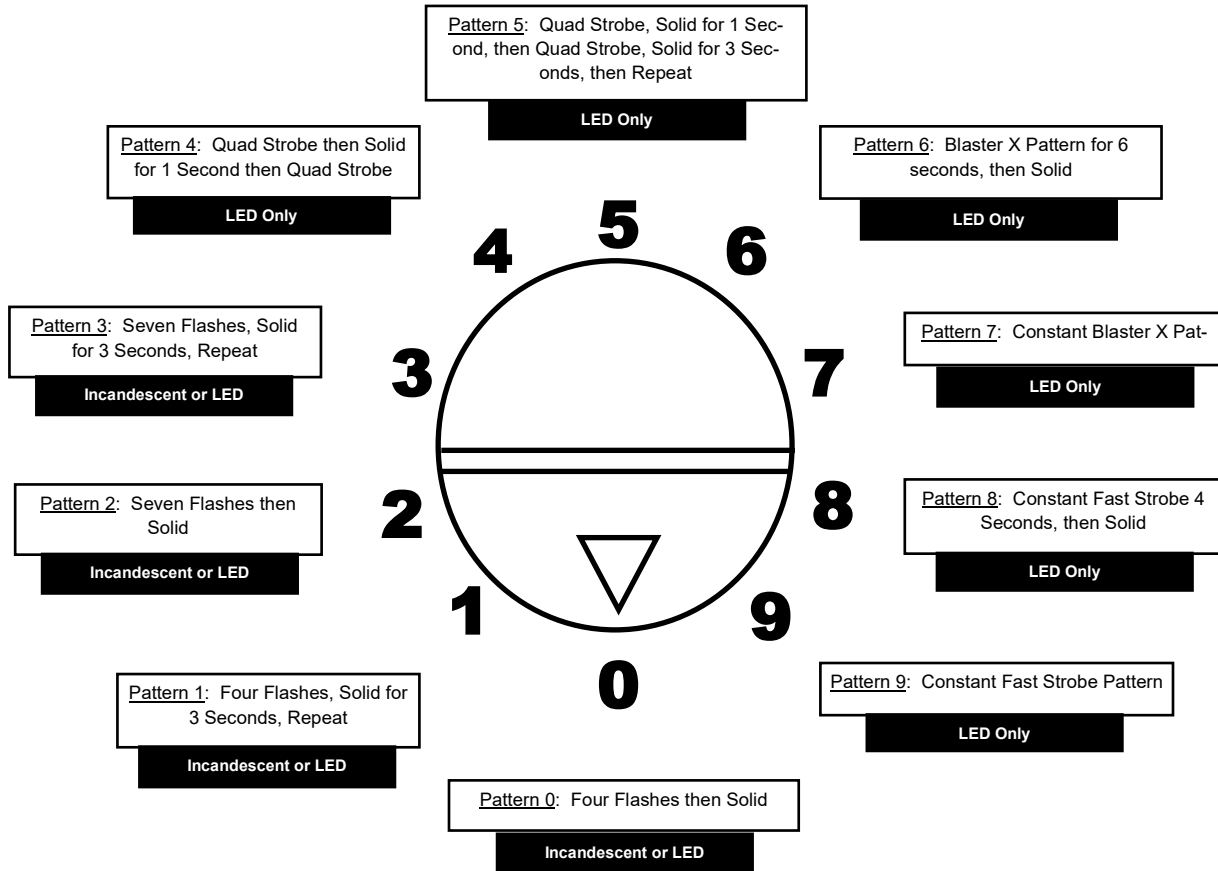 Pattern 5: Quad Strobe, Solid for 1 Sec-
ond, then Quad Strobe, Solid for 3 Sec-
onds, then Repeat
LED Only
Pattern 4: Quad Strobe then Solid
for 1 Second then Quad Strobe
LED Only
Pattern 6: Blaster X Pattern for 6
seconds, then Solid
LED Only
5
4
6
Pattern 3: Seven Flashes, Solid
for 3 Seconds, Repeat
Incandescent or LED
3
7
Pattern 7: Constant Blaster X Pat-
LED Only
Pattern 2: Seven Flashes then
Solid
Incandescent or LED
2
8
Pattern 8: Constant Fast Strobe 4
Seconds, then Solid
LED Only
1
9
0
Pattern 1: Four Flashes, Solid for
3 Seconds, Repeat
Incandescent or LED
Pattern 9: Constant Fast Strobe Pattern
LED Only
Pattern 0: Four Flashes then Solid
Incandescent or LED